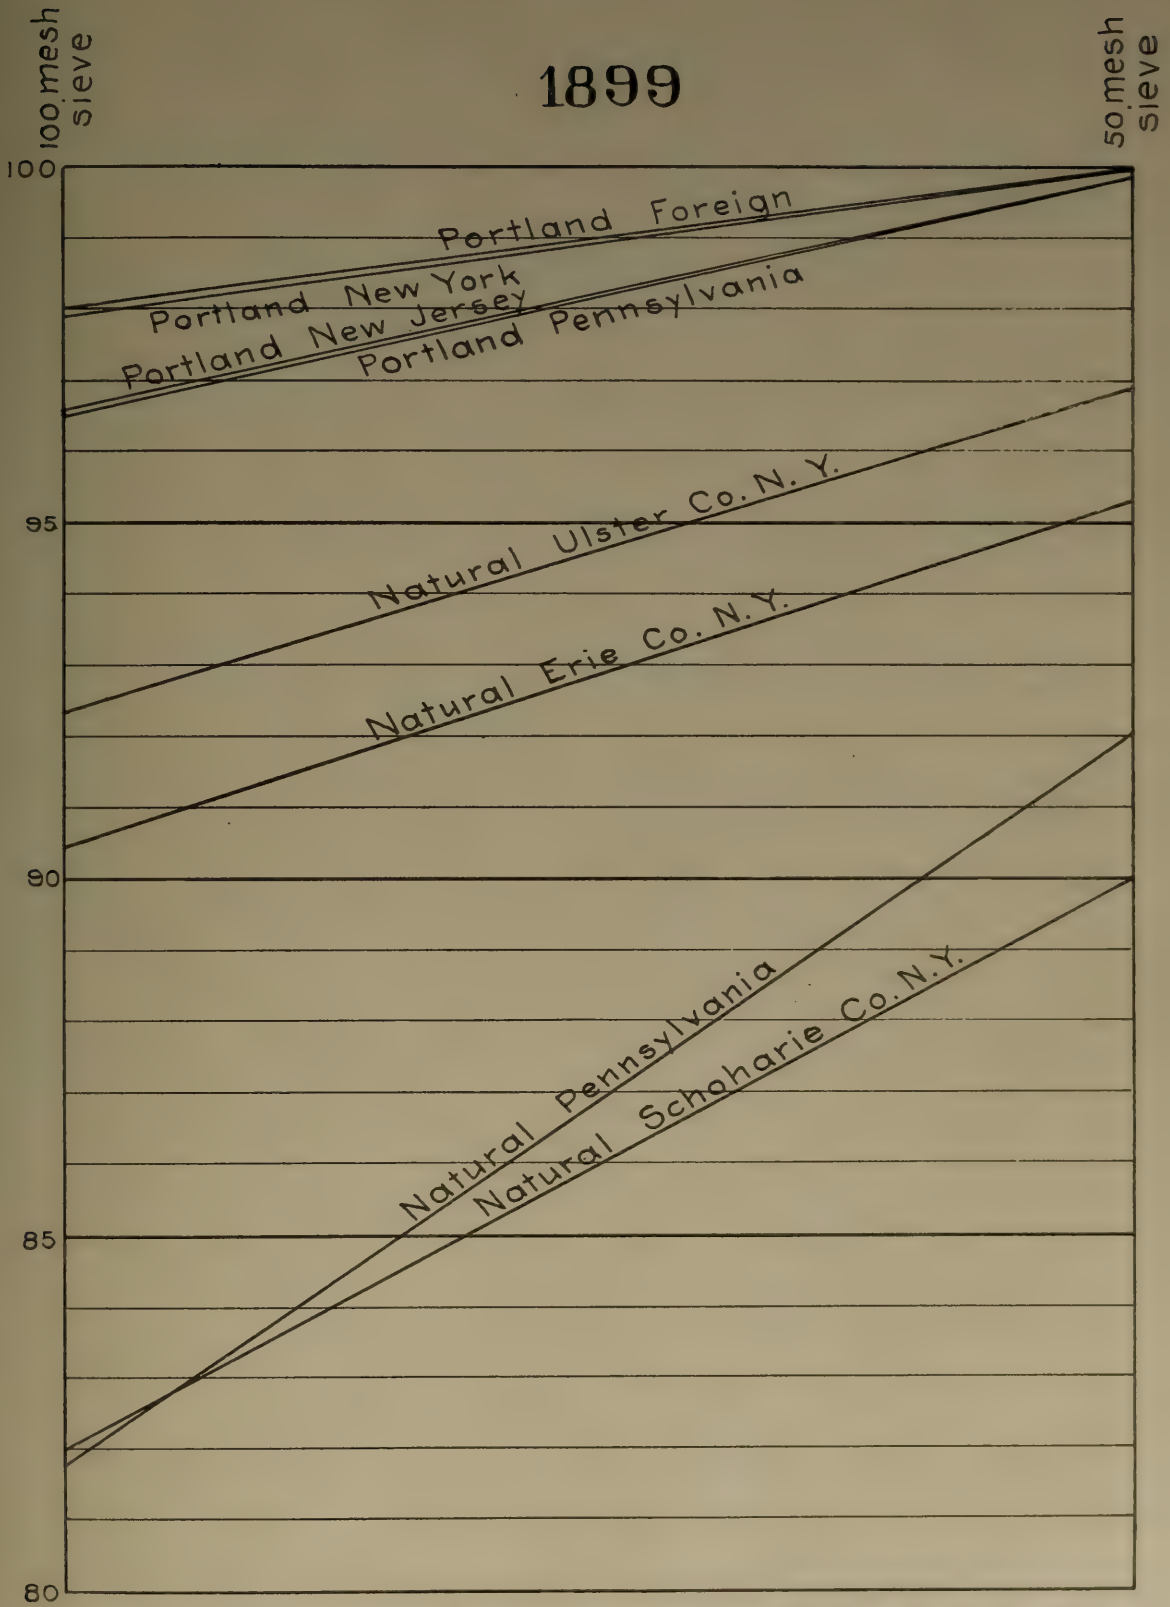 100 mesh
sieve
1899
50 mesh
sieve
100
Portland Foreign
Portland New York
Portland New Jersey
Portland Pennsylvania
95
Natural Ulster Co. N. Y.
Natural Erie Co. N. Y.
90
Natural Pennsylvania
Natural Schoharie Co. N. Y.
85
80